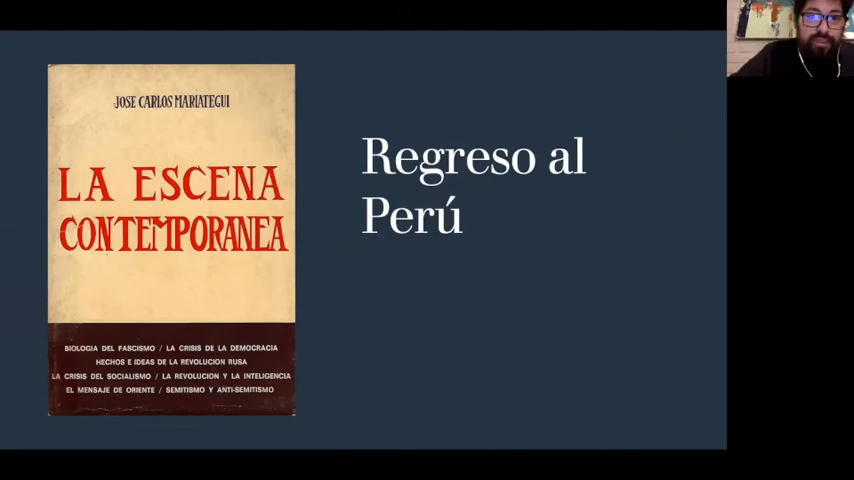 JOSE CARLOS MARIATEGUI
LA ESCENA
CONTEMPORANEA
BIOLOGIA DEL FASCISMO / LA CRISIS DE LA DEMOCRACIA
HECHOS E IDEAS DE LA REVOLUCION RUSA
LA CRISIS DEL SOCIALISMO / LA REVOLUCION Y LA INTELIGENCIA
EL MENSAJE DE ORIENTE / SEMITISMO Y ANTI-SEMITISMO
Regreso al
Perú